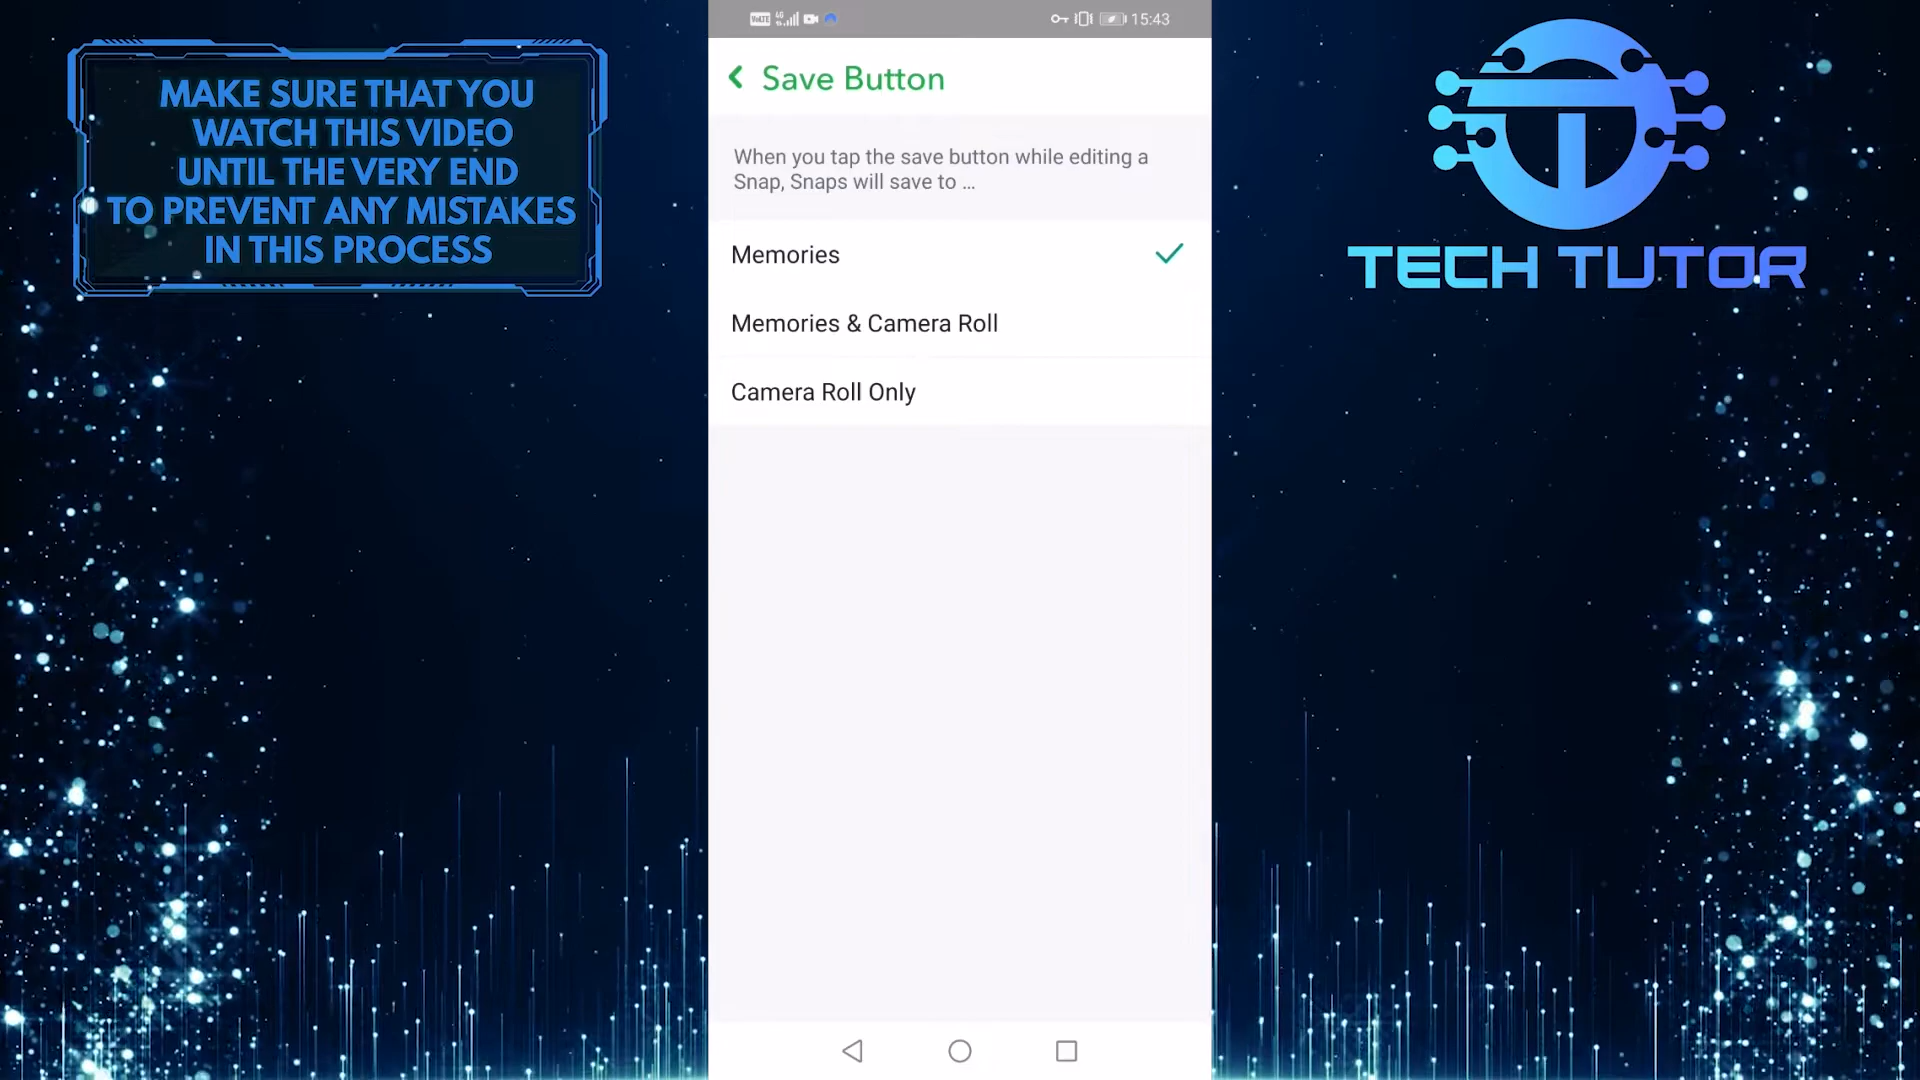 MAKE SURE THAT YOU
WATCH THIS VIDEO
UNTIL THE VERY END
TO PREVENT ANY MISTAKES
IN THIS PROCESS
VoLTE 4G 15:43
Save Button
When you tap the save button while editing a
Snap, Snaps will save to ...
Memories
Memories & Camera Roll
Camera Roll Only
TECH TUTOR